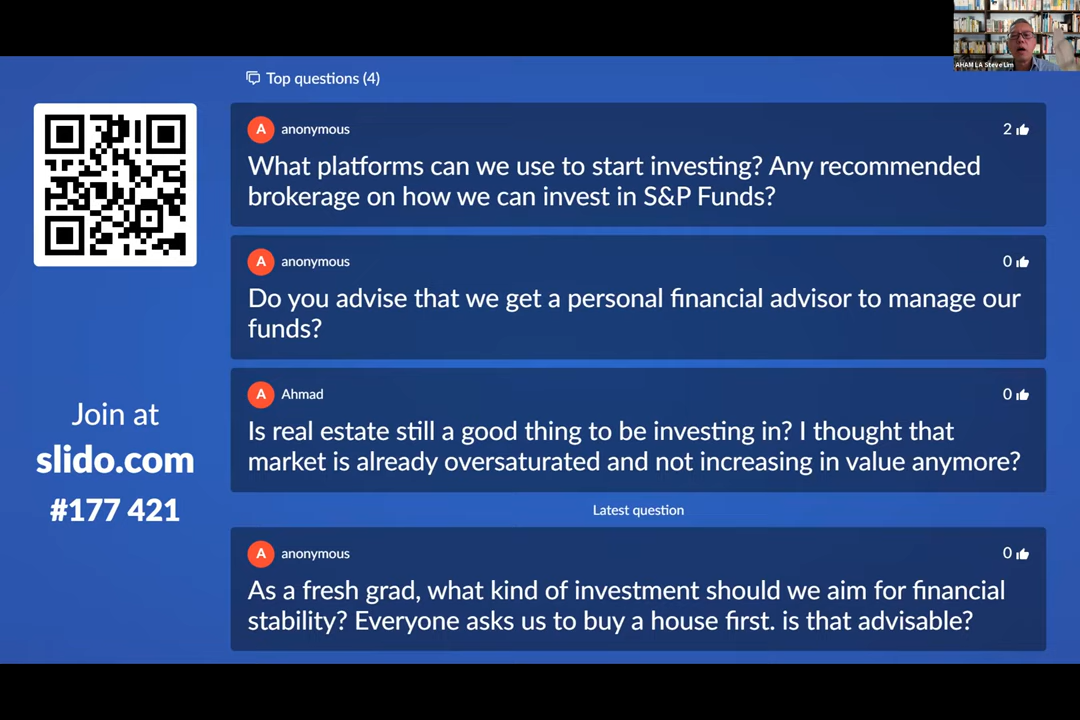 AHAM LA Steve Lim
Top questions (4)
A anonymous 2
What platforms can we use to start investing? Any recommended
brokerage on how we can invest in S&P Funds?
A anonymous 0
Do you advise that we get a personal financial advisor to manage our
funds?
A Ahmad 0
Is real estate still a good thing to be investing in? I thought that
market is already oversaturated and not increasing in value anymore?
Latest question
A anonymous 0
As a fresh grad, what kind of investment should we aim for financial
stability? Everyone asks us to buy a house first. is that advisable?
Join at
slido.com
#177 421